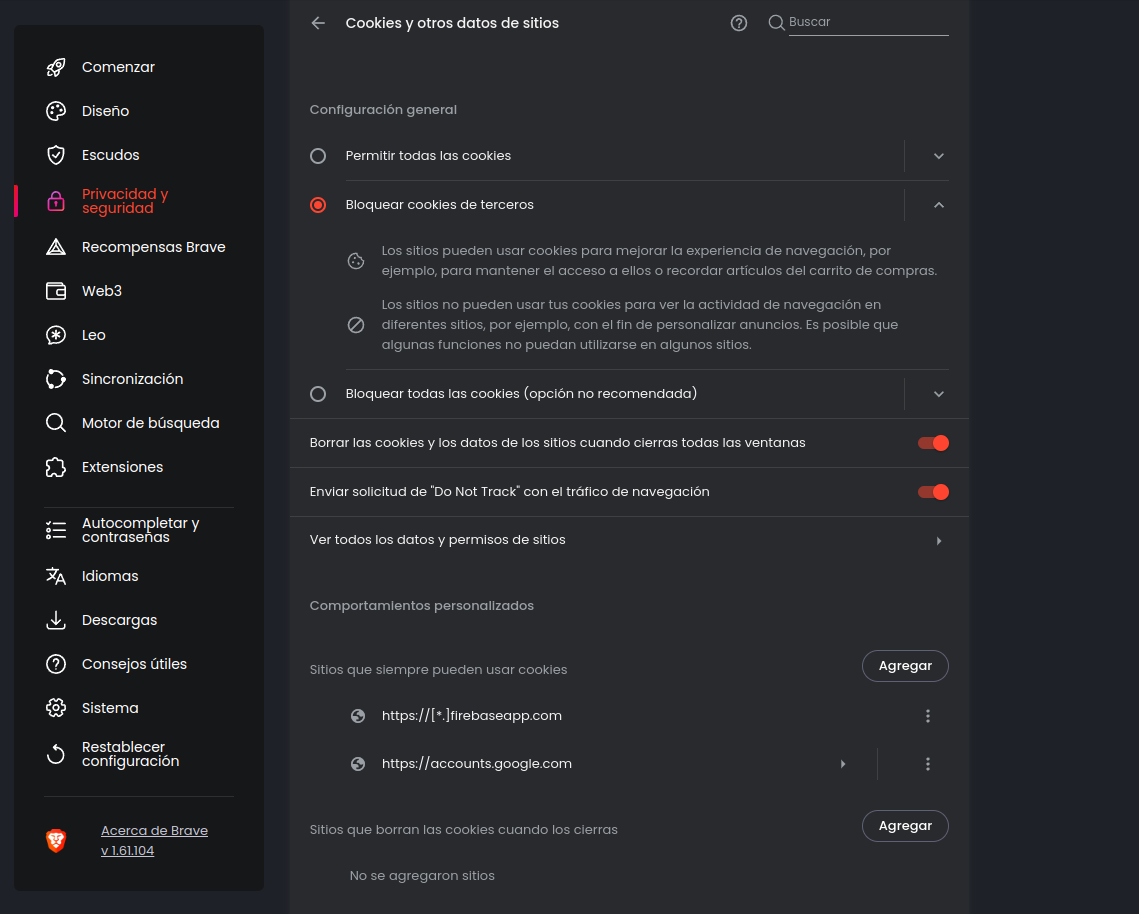 Comenzar
Diseño
Escudos
Privacidad y
seguridad
Recompensas Brave
Web3
Leo
Sincronización
Motor de búsqueda
Extensiones
Autocompletar y
contraseñas
Idiomas
Descargas
Consejos útiles
Sistema
Restablecer
configuración
Acerca de Brave
v 1.61.104
Cookies y otros datos de sitios
Buscar
Configuración general
Permitir todas las cookies
Bloquear cookies de terceros
Los sitios pueden usar cookies para mejorar la experiencia de navegación, por
ejemplo, para mantener el acceso a ellos o recordar artículos del carrito de compras.
Los sitios no pueden usar tus cookies para ver la actividad de navegación en
diferentes sitios, por ejemplo, con el fin de personalizar anuncios. Es posible que
algunas funciones no puedan utilizarse en algunos sitios.
Bloquear todas las cookies (opción no recomendada)
Borrar las cookies y los datos de los sitios cuando cierras todas las ventanas
Enviar solicitud de "Do Not Track" con el tráfico de navegación
Ver todos los datos y permisos de sitios
Comportamientos personalizados
Sitios que siempre pueden usar cookies
Agregar
https://[*.]firebaseapp.com
https://accounts.google.com
Sitios que borran las cookies cuando los cierras
Agregar
No se agregaron sitios